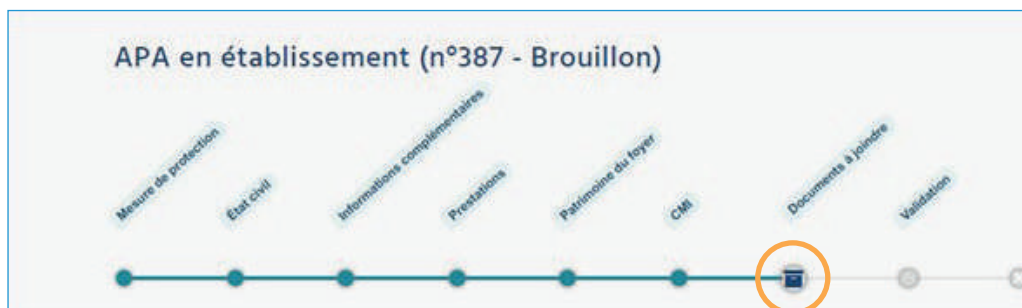 APA en établissement (n°387 - Brouillon)
Mesure de protection
État civil
Informations complémentaires
Prestations
Patrimoine du foyer
CMI
Documents à joindre
Validation